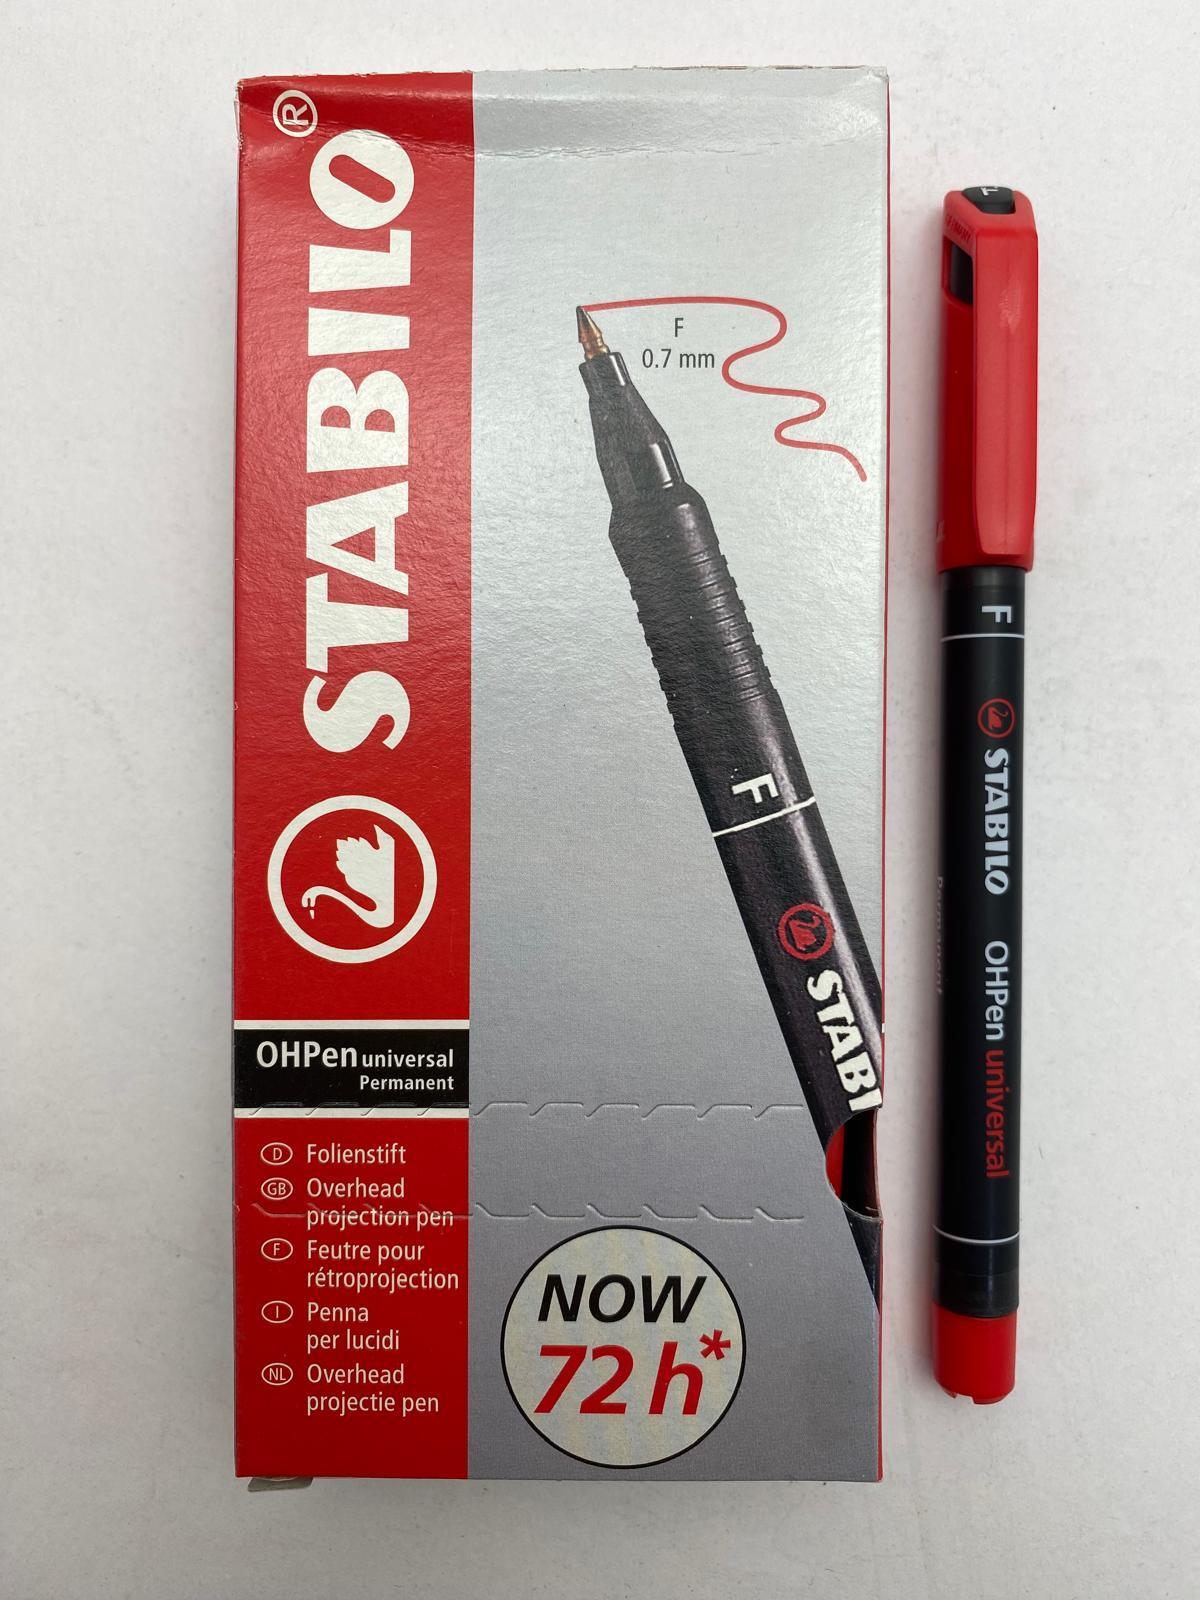 STABILO®
F
0.7 mm
F
STABI
OHPen universal
Permanent
D Folienstift
GB Overhead
projection pen
F Feutre pour
rétroprojection
I Penna
per lucidi
NL Overhead
projectie pen
NOW
72 h*
F
STABILO OHPen universal
Permanent